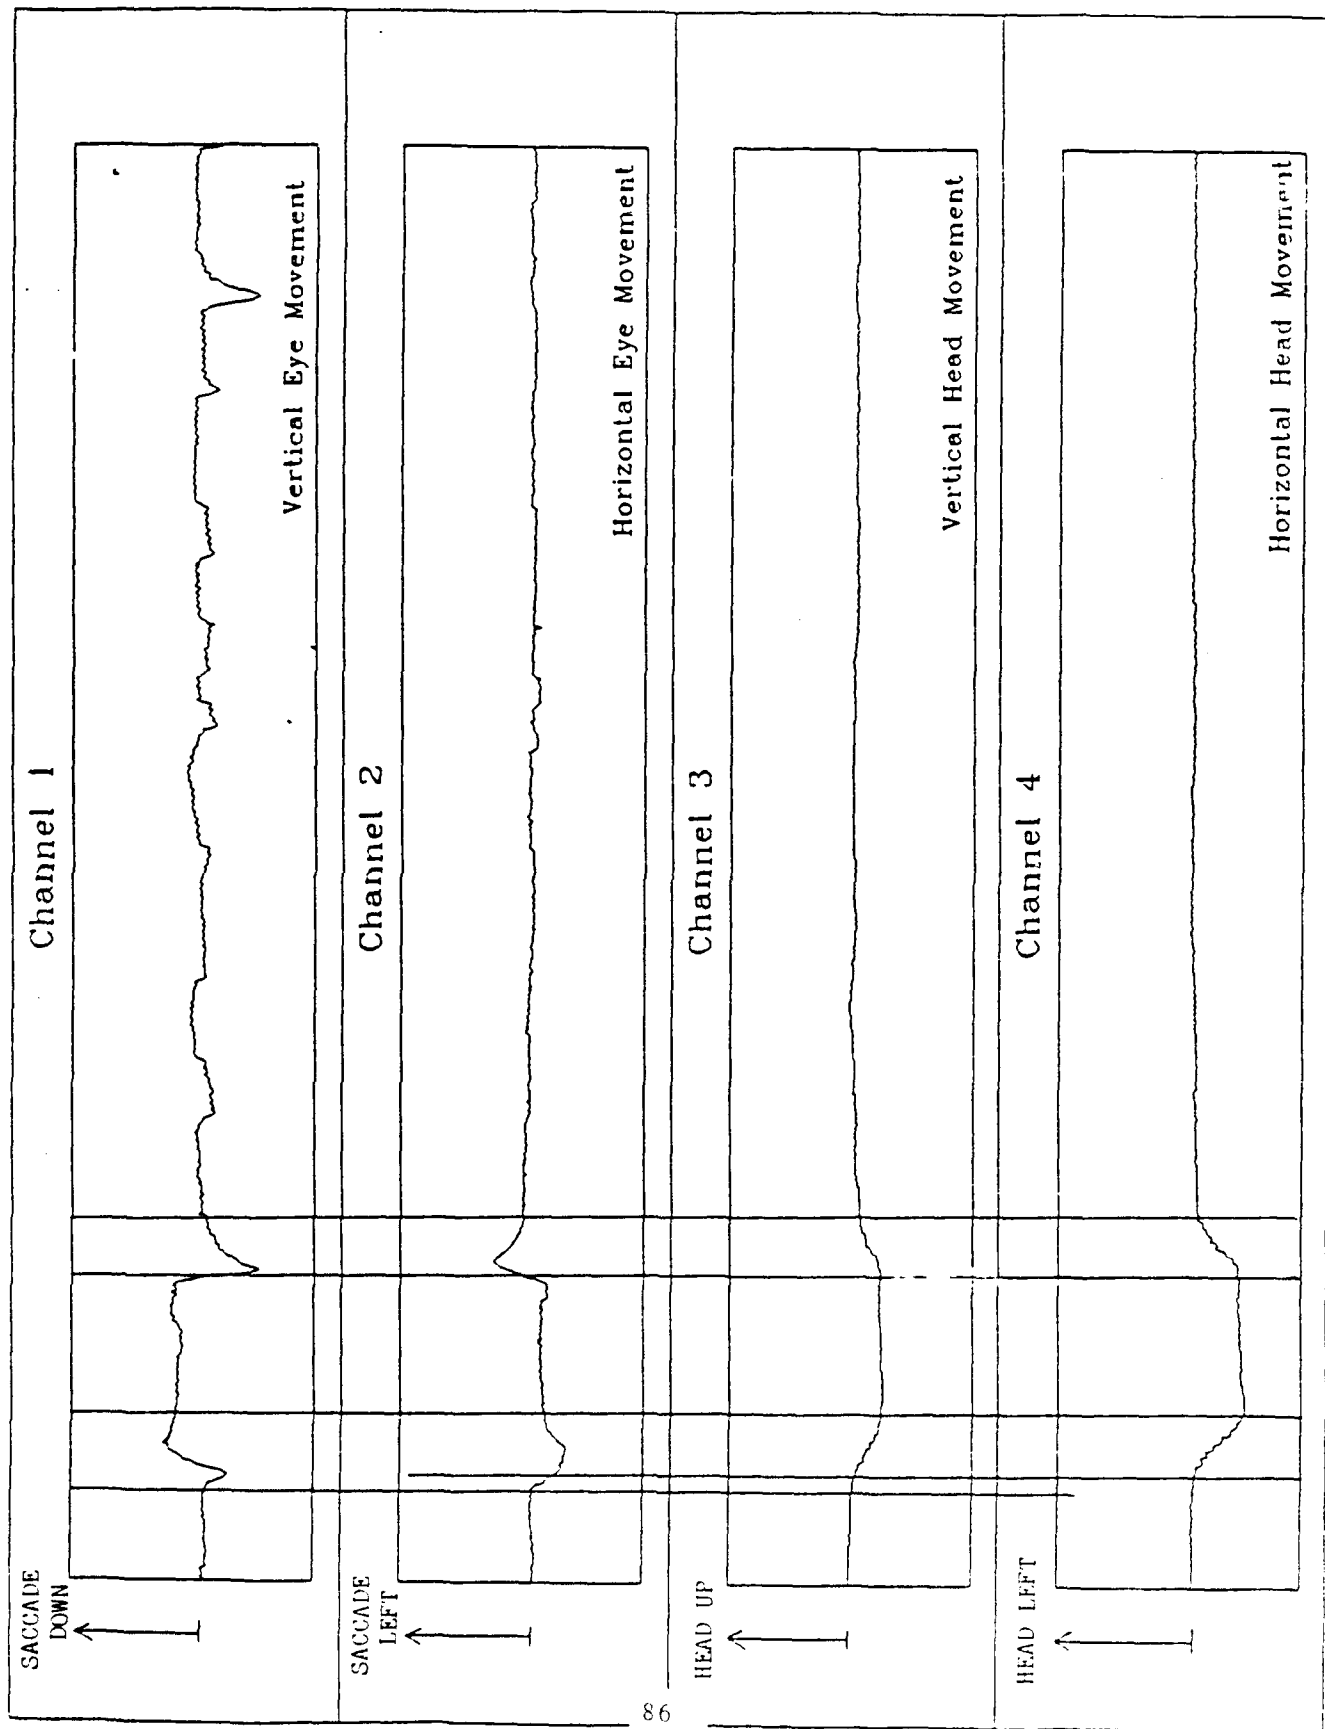 Channel 1
SACCADE
DOWN
Vertical Eye Movement
Channel 2
SACCADE
LEFT
Horizontal Eye Movement
Channel 3
HEAD UP
Vertical Head Movement
Channel 4
HEAD LEFT
Horizontal Head Movement
86